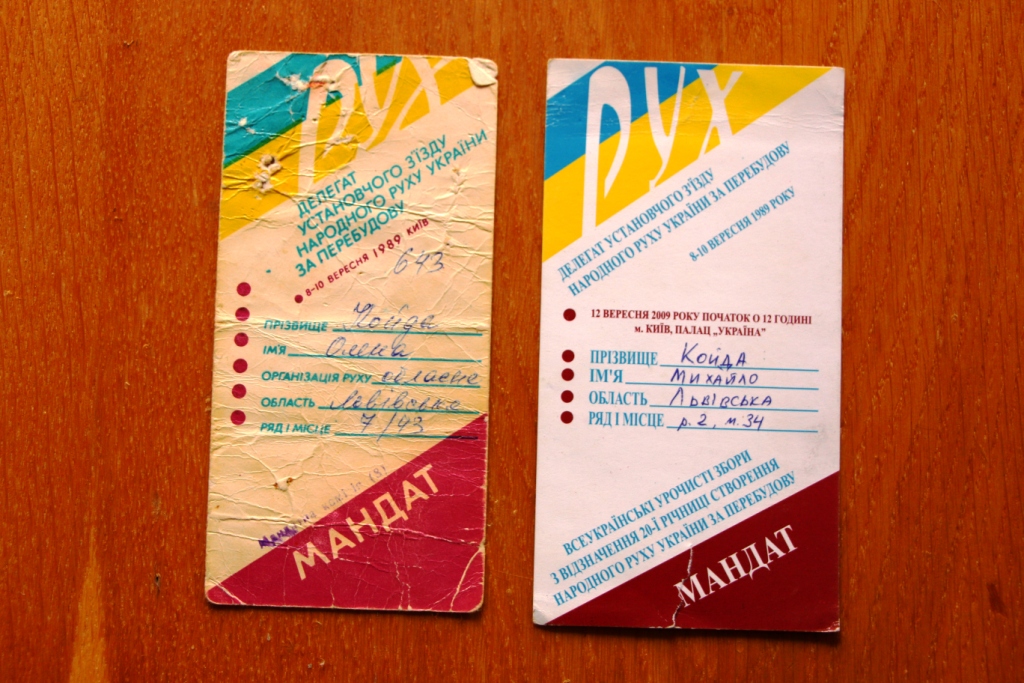 РУХ
ДЕЛЕГАТ
УСТАНОВЧОГО З'ЇЗДУ
НАРОДНОГО РУХУ УКРАЇНИ
ЗА ПЕРЕБУДОВУ
8-10 ВЕРЕСНЯ 1989 КИЇВ
643
ПРІЗВИЩЕ Койда
ІМ'Я Олена
ОРГАНІЗАЦІЯ РУХУ обласна
ОБЛАСТЬ Львівська
РЯД І МІСЦЕ 7/43
МАНДАТ
РУХ
ДЕЛЕГАТ УСТАНОВЧОГО З'ЇЗДУ
НАРОДНОГО РУХУ УКРАЇНИ ЗА ПЕРЕБУДОВУ
8-10 ВЕРЕСНЯ 1989 РОКУ
12 ВЕРЕСНЯ 2009 РОКУ ПОЧАТОК О 12 ГОДИНІ
м. КИЇВ, ПАЛАЦ „УКРАЇНА"
ПРІЗВИЩЕ Койда
ІМ'Я Михайло
ОБЛАСТЬ Львівська
РЯД І МІСЦЕ р. 2, м. 34
ВСЕУКРАЇНСЬКІ УРОЧИСТІ ЗБОРИ
З ВІДЗНАЧЕННЯ 20-Ї РІЧНИЦІ СТВОРЕННЯ
НАРОДНОГО РУХУ УКРАЇНИ ЗА ПЕРЕБУДОВУ
МАНДАТ